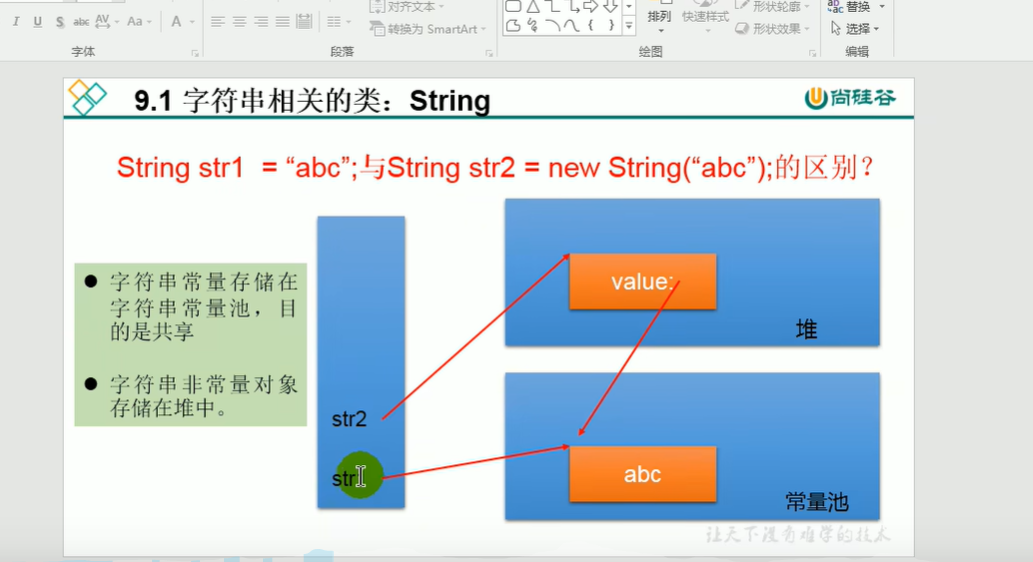 对齐文本
替换
形状轮廓
I U S abc AV Aa A
转换为 SmartArt
排列 快速样式
形状效果
选择
字体 段落 绘图 编辑
9.1 字符串相关的类：String
尚硅谷
String str1 = “abc”;与String str2 = new String(“abc”);的区别？
字符串常量存储在
字符串常量池，目
的是共享
字符串非常量对象
存储在堆中。
value:
堆
str2
str1
abc
常量池
让天下没有难学的技术